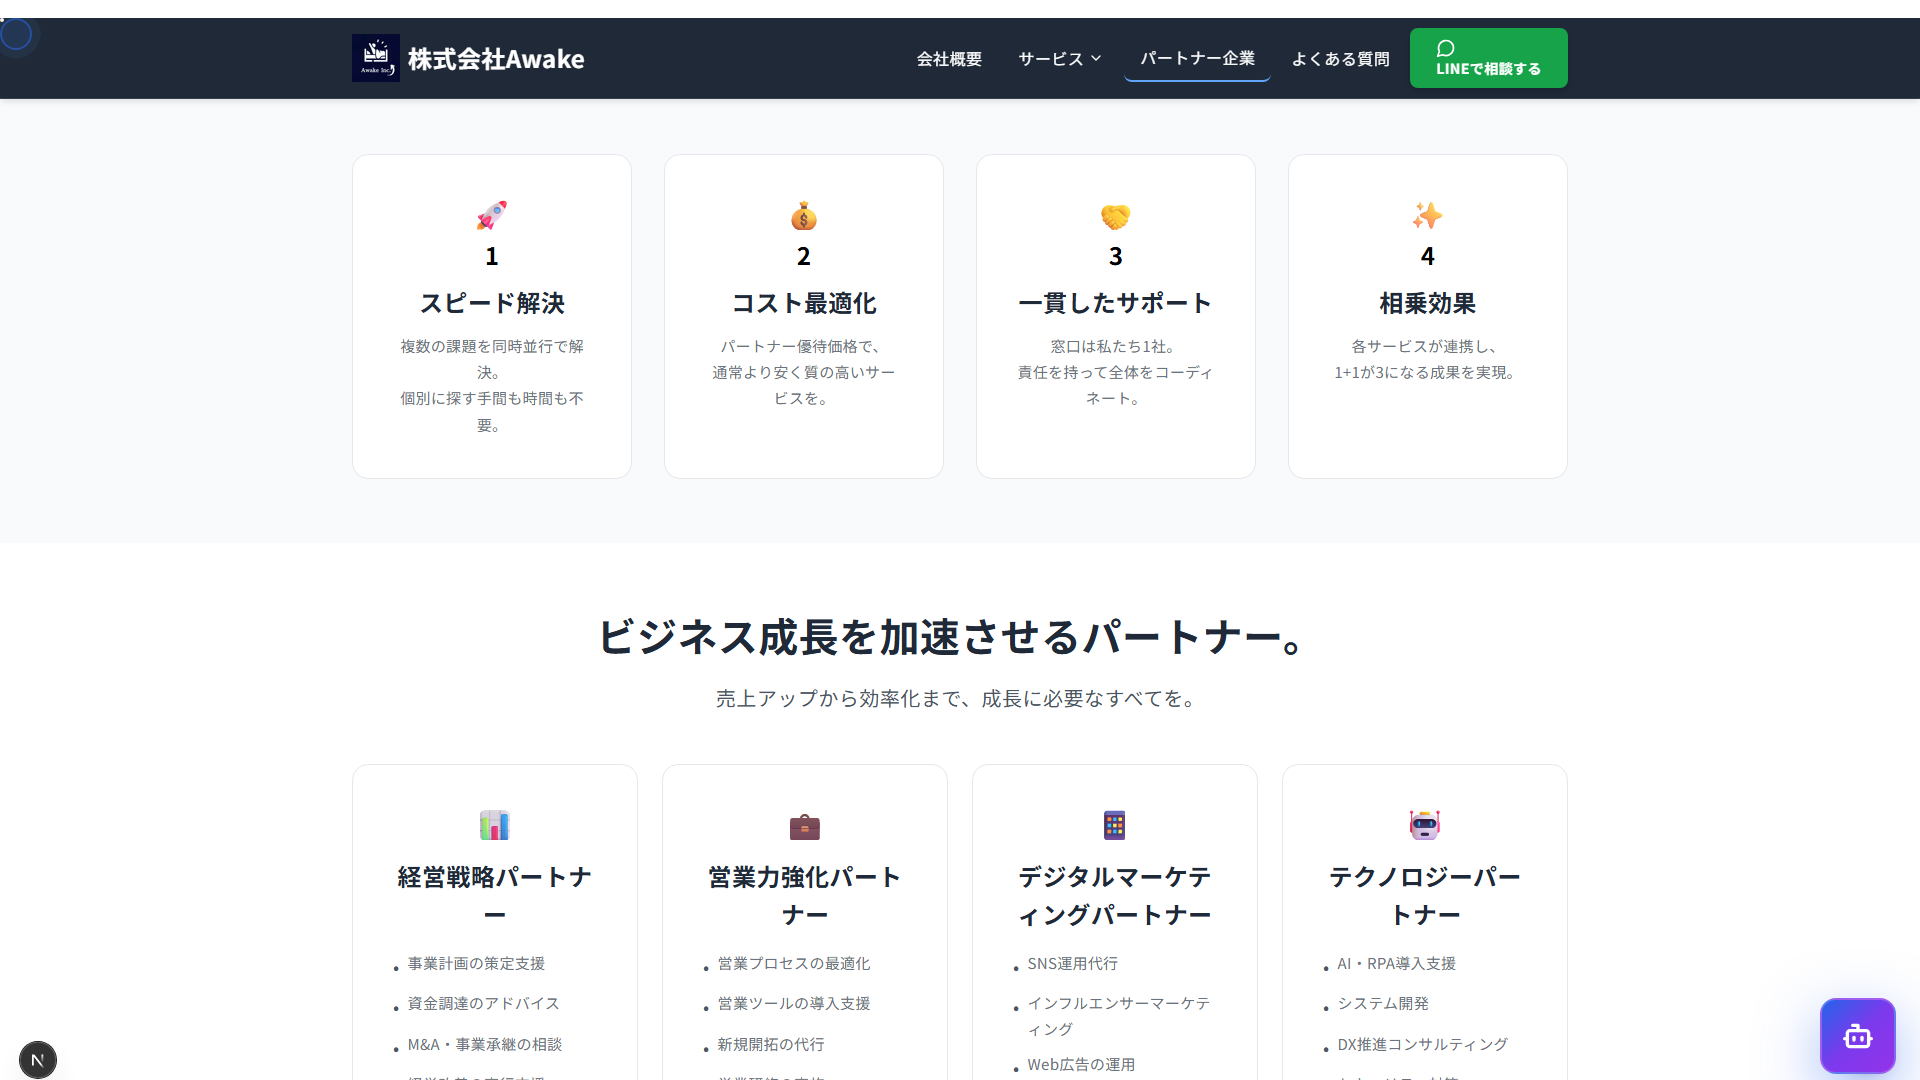 Awake Inc.
株式会社Awake
会社概要
サービス
パートナー企業
よくある質問
LINEで相談する
1
スピード解決
複数の課題を同時並行で解
決。
個別に探す手間も時間も不
要。
2
コスト最適化
パートナー優待価格で、
通常より安く質の高いサー
ビスを。
3
一貫したサポート
窓口は私たち1社。
責任を持って全体をコーディ
ネート。
4
相乗効果
各サービスが連携し、
1+1が3になる成果を実現。
ビジネス成長を加速させるパートナー。
売上アップから効率化まで、成長に必要なすべてを。
経営戦略パートナ
ー
• 事業計画の策定支援
• 資金調達のアドバイス
• M&A・事業承継の相談
営業力強化パート
ナー
• 営業プロセスの最適化
• 営業ツールの導入支援
• 新規開拓の代行
デジタルマーケテ
ィングパートナー
• SNS運用代行
• インフルエンサーマーケテ
ィング
• Web広告の運用
テクノロジーパー
トナー
• AI・RPA導入支援
• システム開発
• DX推進コンサルティング
N